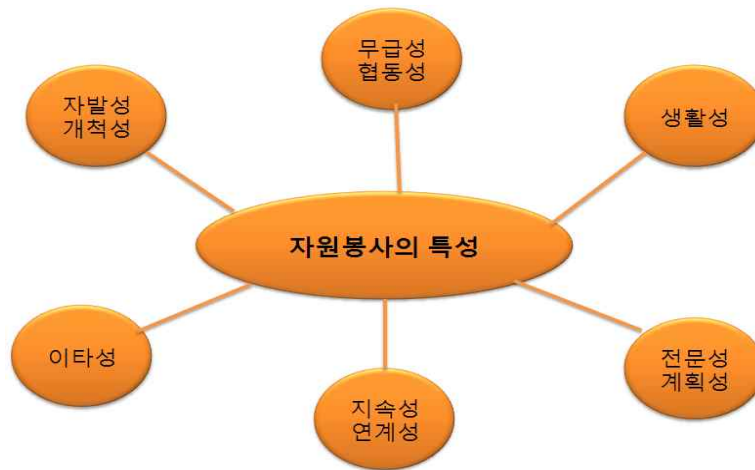 무급성
협동성
자발성
개척성
생활성
자원봉사의 특성
이타성
전문성
계획성
지속성
연계성